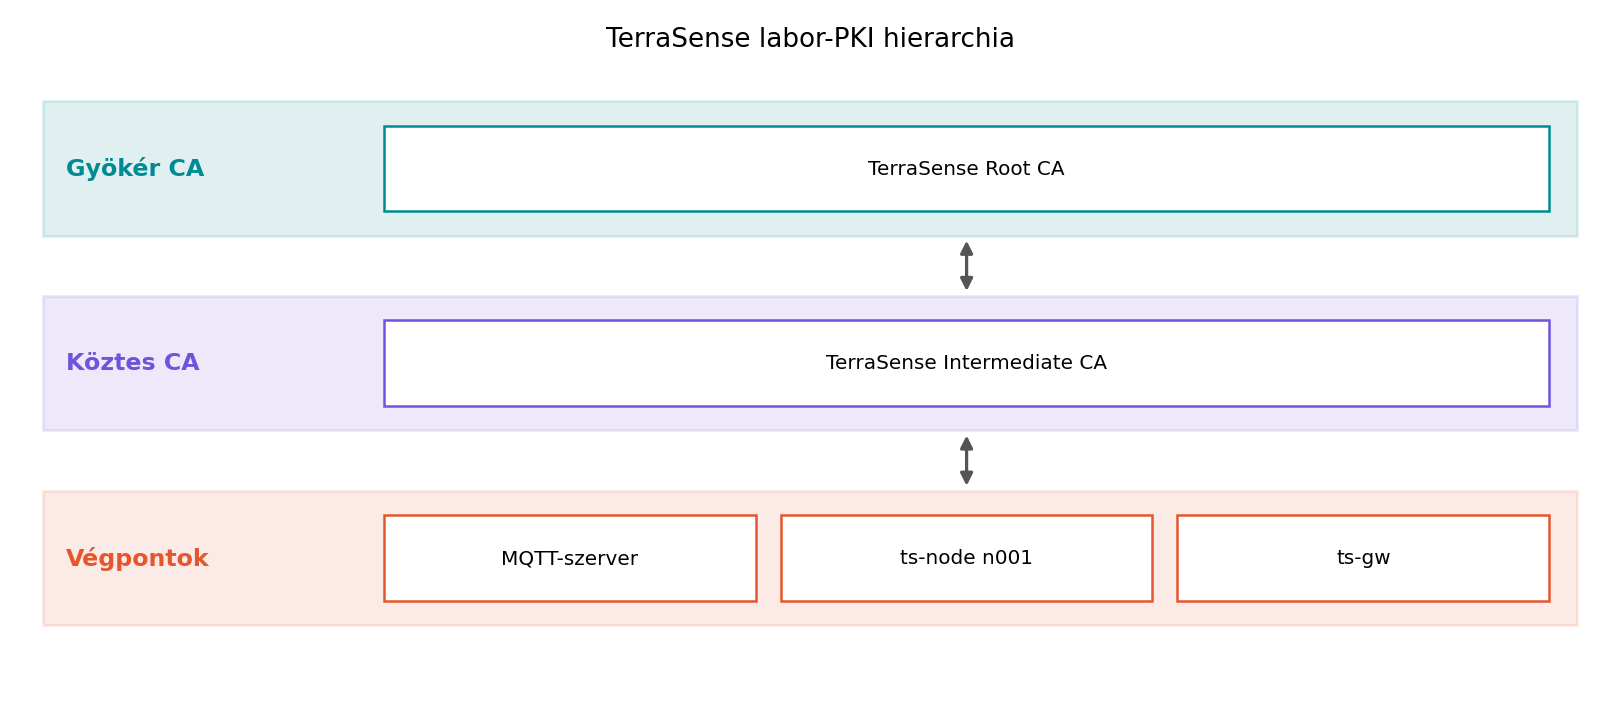 TerraSense labor-PKI hierarchia
Gyökér CA
TerraSense Root CA
Köztes CA
TerraSense Intermediate CA
Végpontok
MQTT-szerver
ts-node n001
ts-gw